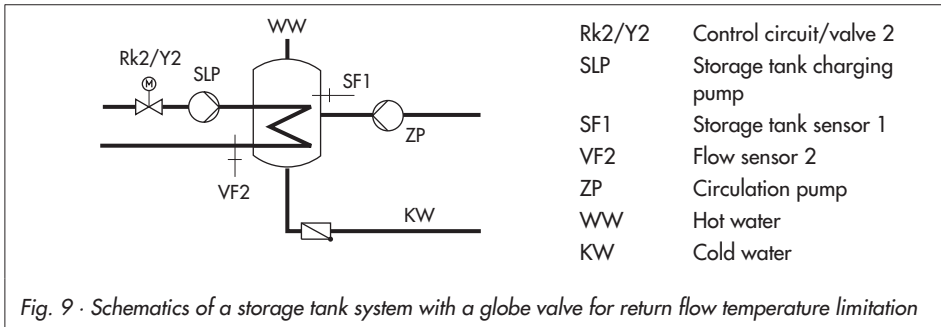 WW
Rk2/Y2
M
SLP
SF1
ZP
VF2
KW
Rk2/Y2 Control circuit/valve 2
SLP Storage tank charging
pump
SF1 Storage tank sensor 1
VF2 Flow sensor 2
ZP Circulation pump
WW Hot water
KW Cold water
Fig. 9 · Schematics of a storage tank system with a globe valve for return flow temperature limitation